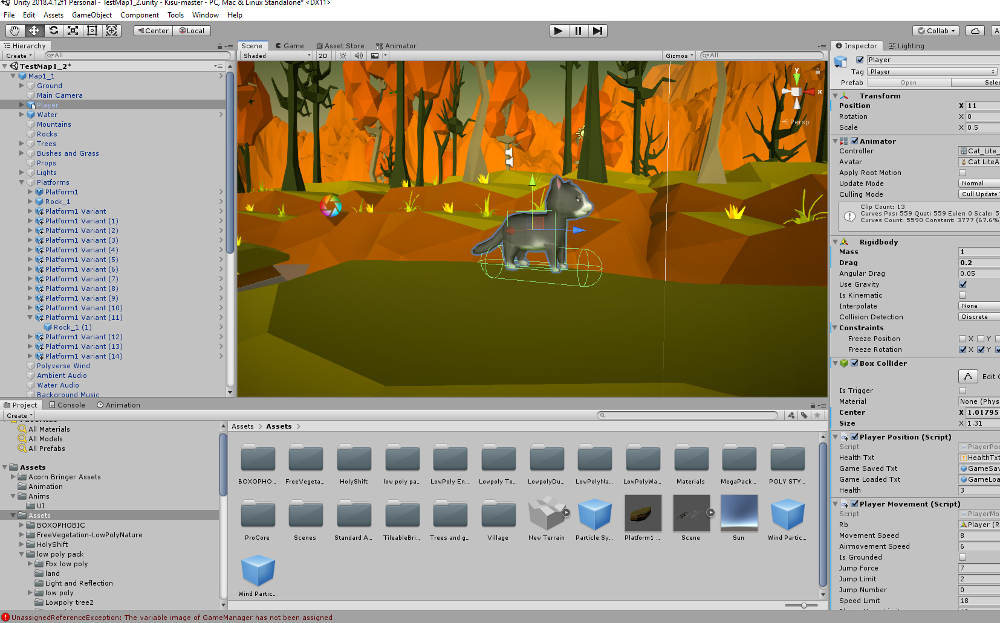 Unity 2018.4.12f1 Personal - TestMap1_2.unity - Kisu-master - PC, Mac & Linux Standalone* <DX11>
File Edit Assets GameObject Component Tools Window Help
Center Local Collab A
Hierarchy
Create All
TestMap1_2*
Map1_1
Ground
Main Camera
Player
Water
Mountains
Rocks
Trees
Bushes and Grass
Props
Lights
Platforms
Platform1
Rock_1
Platform1 Variant
Platform1 Variant (1)
Platform1 Variant (2)
Platform1 Variant (3)
Platform1 Variant (4)
Platform1 Variant (5)
Platform1 Variant (6)
Platform1 Variant (7)
Platform1 Variant (8)
Platform1 Variant (9)
Platform1 Variant (10)
Platform1 Variant (11)
Rock_1 (1)
Platform1 Variant (12)
Platform1 Variant (13)
Platform1 Variant (14)
Polyverse Wind
Ambient Audio
Water Audio
Background Music
Scene Game Asset Store Animator
Shaded 2D Gizmos All
y
x
Persp
Inspector Lighting
Player
Tag Player
Prefab Open Selec
Transform
Position X 11
Rotation X 0
Scale X 0.5
Animator
Controller Cat_Lite_
Avatar Cat LiteA
Apply Root Motion
Update Mode Normal
Culling Mode Cull Update
Clip Count: 13
Curves Pos: 559 Quat: 559 Euler: 0 Scale: 5
Curves Count: 5590 Constant: 3777 (67.6%
Rigidbody
Mass 1
Drag 0.2
Angular Drag 0.05
Use Gravity
Is Kinematic
Interpolate None
Collision Detection Discrete
Constraints
Freeze Position X Y
Freeze Rotation X Y
Box Collider
Edit C
Is Trigger
Material None (Phys
Center X 1.01795
Size X 1.31
Player Position (Script)
Script PlayerPos
Health Txt HealthTxt
Game Saved Txt GameSav
Game Loaded Txt GameLoa
Health 3
Player Movement (Script)
Script PlayerMo
Rb Player (R
Movement Speed 8
Airmovement Speed 6
Is Grounded
Jump Force 7
Jump Limit 2
Jump Number 0
Speed Limit 18
Project Console Animation
Create
Favorites
All Materials
All Models
All Prefabs
Assets
Acorn Bringer Assets
Animation
Anims
UI
Assets
BOXOPHOBIC
FreeVegetation-LowPolyNature
HolyShift
low poly pack
Fbx low poly
land
Light and Reflection
low poly
Lowpoly tree2
Assets > Assets >
BOXOPHO... FreeVegeta... HolyShift low poly pa... LowPoly En... Lowpoly To... LowpolyDu... LowPolyNa... LowPolyWa... Materials MegaPack... POLY STY...
ProCore Scenes Standard A... TileableBri... Trees and g... Village New Terrain Particle Sy... Platform1 ... Scene Sun Wind Partic...
Wind Partic...
UnassignedReferenceException: The variable image of GameManager has not been assigned.